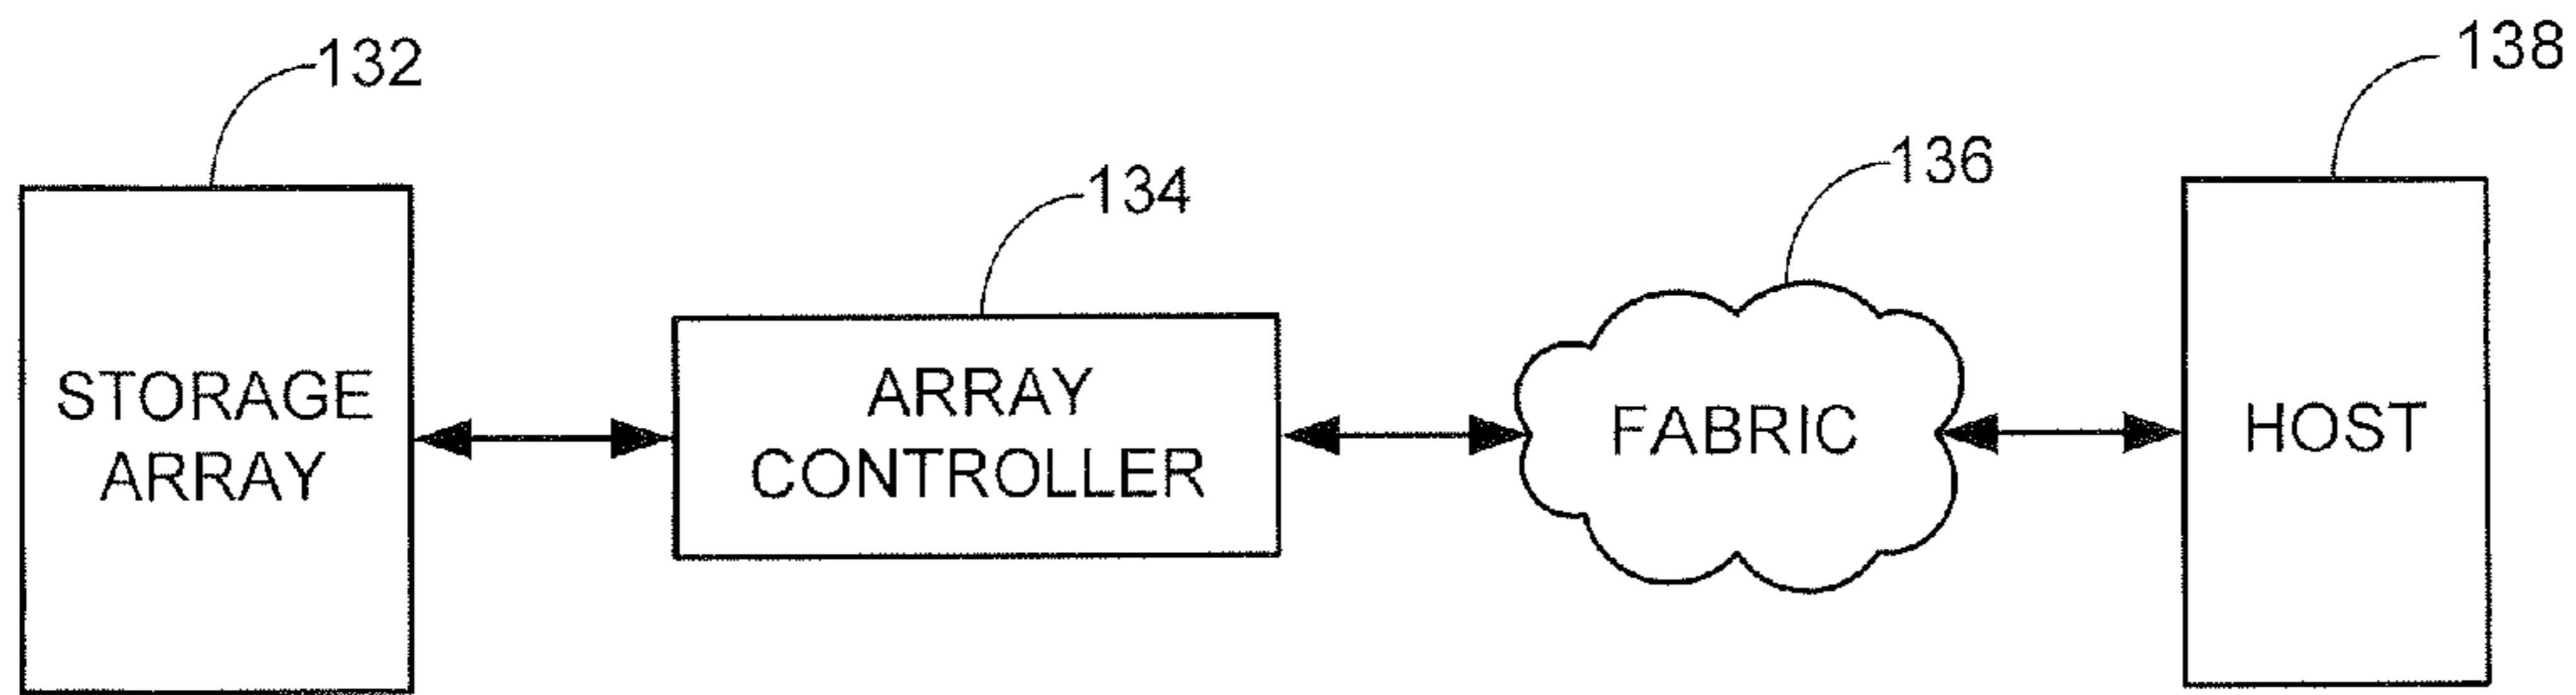 132
134
136
138
STORAGE
ARRAY
ARRAY
CONTROLLER
FABRIC
HOST